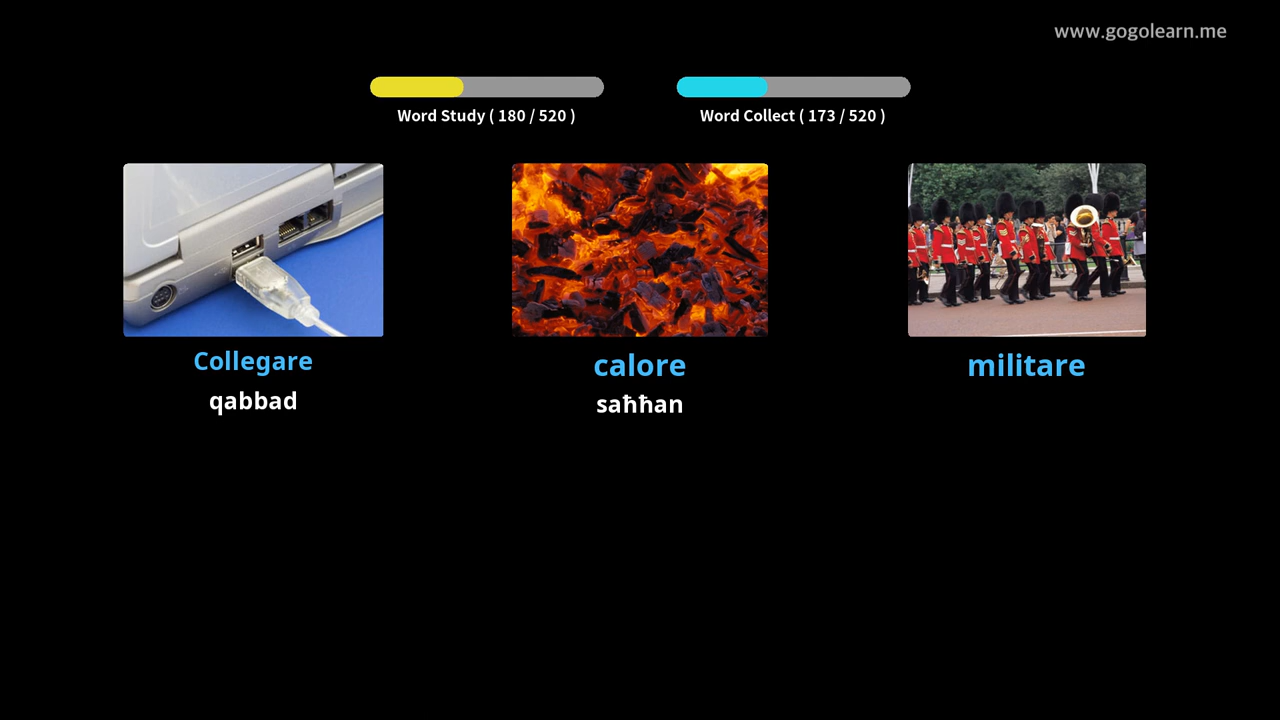 www.gogolearn.me
Word Study ( 180 / 520 )
Word Collect ( 173 / 520 )
Collegare
qabbad
calore
saħħan
militare